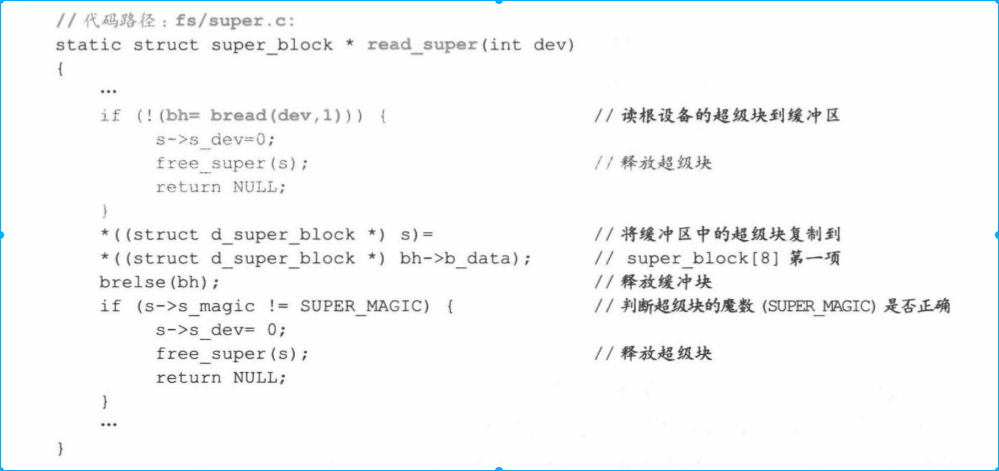 // 代码路径：fs/super.c:
static struct super_block * read_super(int dev)
{
…
if (!(bh= bread(dev,1))) { // 读根设备的超级块到缓冲区
s->s_dev=0;
free_super(s); // 释放超级块
return NULL;
}
*((struct d_super_block *) s)= // 将缓冲区中的超级块复制到
*((struct d_super_block *) bh->b_data); // super_block[8] 第一项
brelse(bh); // 释放缓冲块
if (s->s_magic != SUPER_MAGIC) { // 判断超级块的魔数 (SUPER_MAGIC) 是否正确
s->s_dev= 0;
free_super(s); // 释放超级块
return NULL;
}
…
}